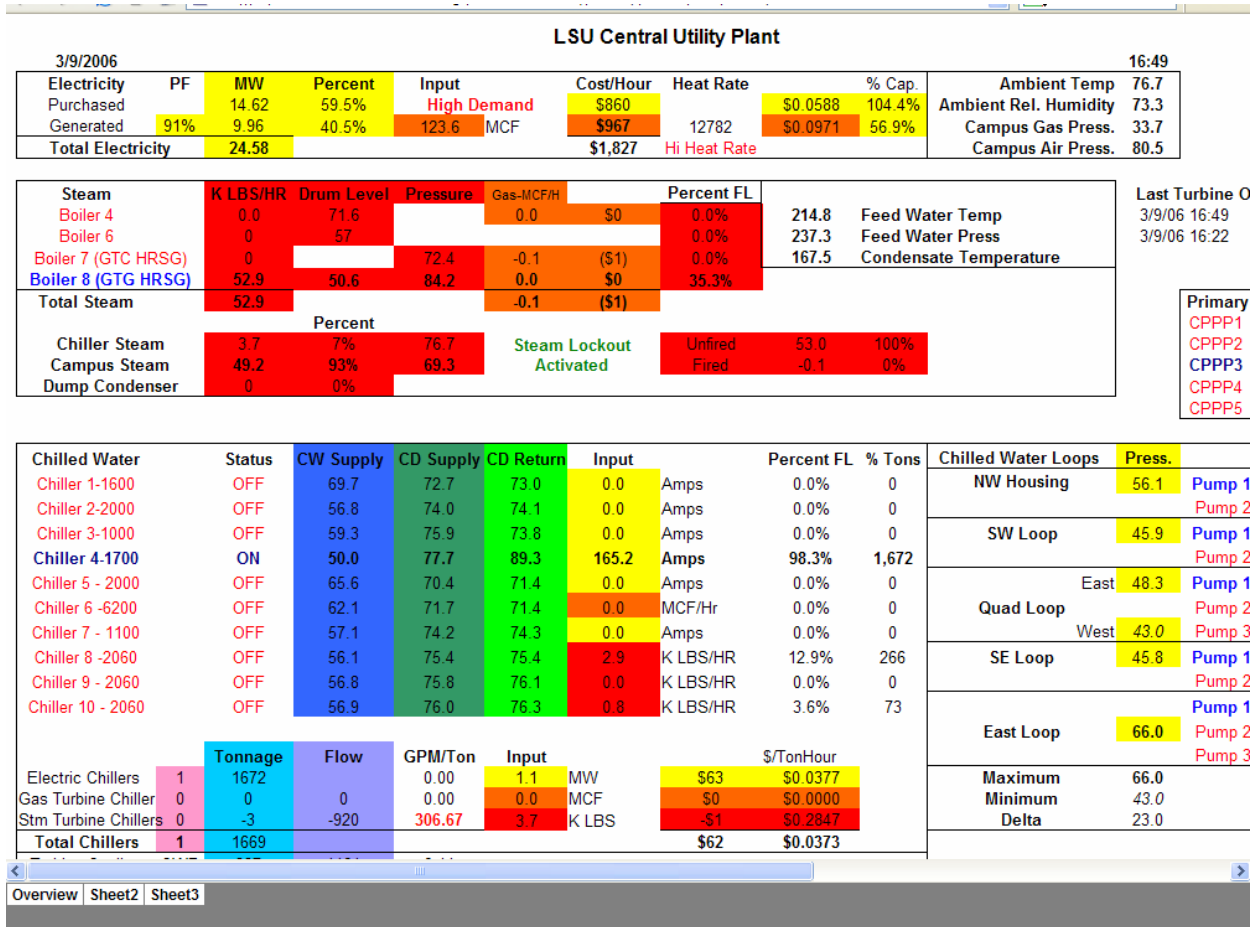 LSU Central Utility Plant
3/9/2006 16:49
Electricity PF MW Percent Input Cost/Hour Heat Rate % Cap. Ambient Temp 76.7
Purchased 14.62 59.5% High Demand $860 $0.0588 104.4% Ambient Rel. Humidity 73.3
Generated 91% 9.96 40.5% 123.6 MCF $967 12782 $0.0971 56.9% Campus Gas Press. 33.7
Total Electricity 24.58 $1,827 Hi Heat Rate Campus Air Press. 80.5
Steam K LBS/HR Drum Level Pressure Gas-MCF/H Percent FL Last Turbine O
Boiler 4 0.0 71.6 0.0 $0 0.0% 214.8 Feed Water Temp 3/9/06 16:49
Boiler 6 0 57 0.0% 237.3 Feed Water Press 3/9/06 16:22
Boiler 7 (GTC HRSG) 0 72.4 -0.1 ($1) 0.0% 167.5 Condensate Temperature
Boiler 8 (GTG HRSG) 52.9 50.6 84.2 0.0 $0 35.3%
Total Steam 52.9 -0.1 ($1) Primary
Percent CPPP1
Chiller Steam 3.7 7% 76.7 Steam Lockout Unfired 53.0 100% CPPP2
Campus Steam 49.2 93% 69.3 Activated Fired -0.1 0% CPPP3
Dump Condenser 0 0% CPPP4
CPPP5
Chilled Water Status CW Supply CD Supply CD Return Input Percent FL % Tons Chilled Water Loops Press.
Chiller 1-1600 OFF 69.7 72.7 73.0 0.0 Amps 0.0% 0 NW Housing 56.1 Pump 1
Chiller 2-2000 OFF 56.8 74.0 74.1 0.0 Amps 0.0% 0 Pump 2
Chiller 3-1000 OFF 59.3 75.9 73.8 0.0 Amps 0.0% 0 SW Loop 45.9 Pump 1
Chiller 4-1700 ON 50.0 77.7 89.3 165.2 Amps 98.3% 1,672 Pump 2
Chiller 5 - 2000 OFF 65.6 70.4 71.4 0.0 Amps 0.0% 0 East 48.3 Pump 1
Chiller 6 -6200 OFF 62.1 71.7 71.4 0.0 MCF/Hr 0.0% 0 Quad Loop Pump 2
Chiller 7 - 1100 OFF 57.1 74.2 74.3 0.0 Amps 0.0% 0 West 43.0 Pump 3
Chiller 8 -2060 OFF 56.1 75.4 75.4 2.9 K LBS/HR 12.9% 266 SE Loop 45.8 Pump 1
Chiller 9 - 2060 OFF 56.8 75.8 76.1 0.0 K LBS/HR 0.0% 0 Pump 2
Chiller 10 - 2060 OFF 56.9 76.0 76.3 0.8 K LBS/HR 3.6% 73 Pump 1
East Loop 66.0 Pump 2
Tonnage Flow GPM/Ton Input $/TonHour Pump 3
Electric Chillers 1 1672 0.00 1.1 MW $63 $0.0377 Maximum 66.0
Gas Turbine Chiller 0 0 0 0.00 0.0 MCF $0 $0.0000 Minimum 43.0
Stm Turbine Chillers 0 -3 -920 306.67 3.7 K LBS -$1 $0.2847 Delta 23.0
Total Chillers 1 1669 $62 $0.0373
Overview Sheet2 Sheet3